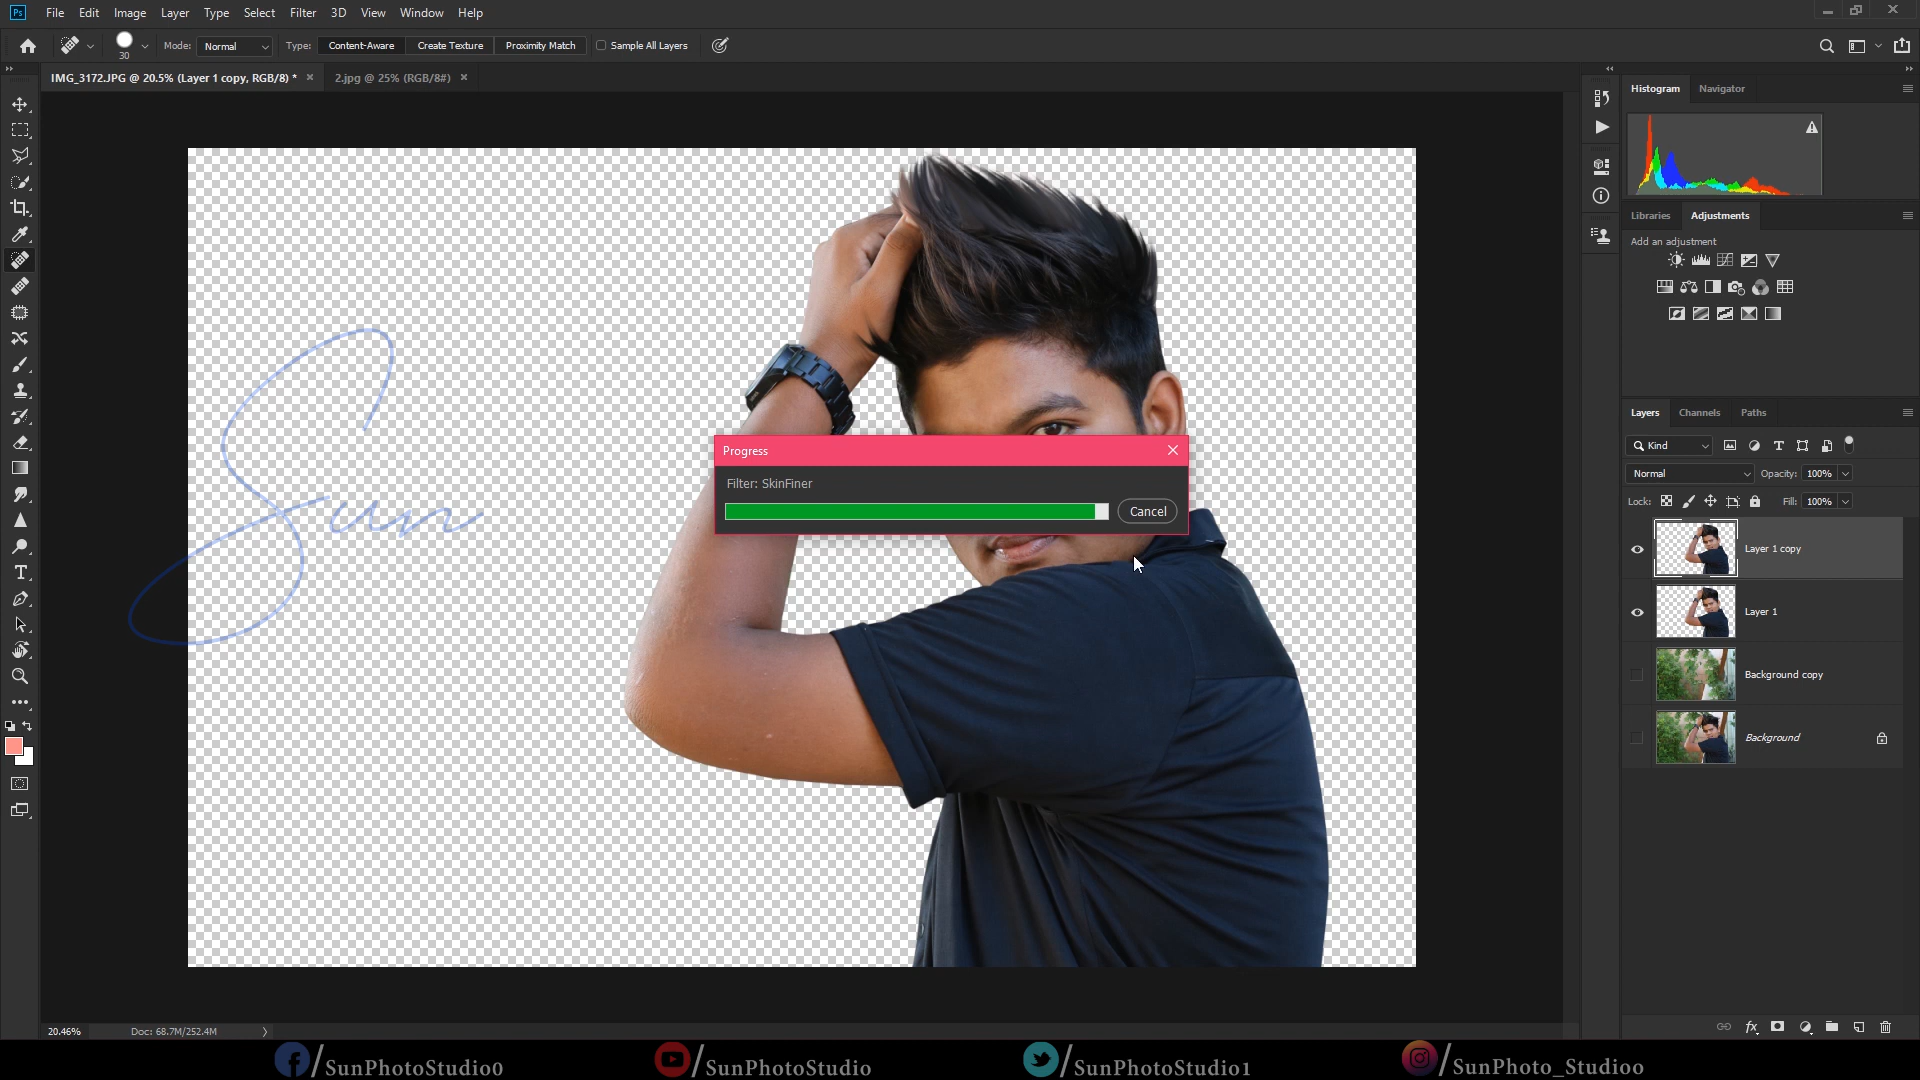 Ps File Edit Image Layer Type Select Filter 3D View Window Help
30 Mode: Normal Type: Content-Aware Create Texture Proximity Match Sample All Layers
IMG_3172.JPG @ 20.5% (Layer 1 copy, RGB/8) * × 2.jpg @ 25% (RGB/8#) ×
Histogram Navigator
Libraries Adjustments
Add an adjustment
Sun
Progress
Filter: SkinFiner
Cancel
Layers Channels Paths
Kind
Normal Opacity: 100%
Lock: Fill: 100%
Layer 1 copy
Layer 1
Background copy
Background
20.46% Doc: 68.7M/252.4M
/SunPhotoStudio0 /SunPhotoStudio /SunPhotoStudio1 /SunPhoto_Studioo